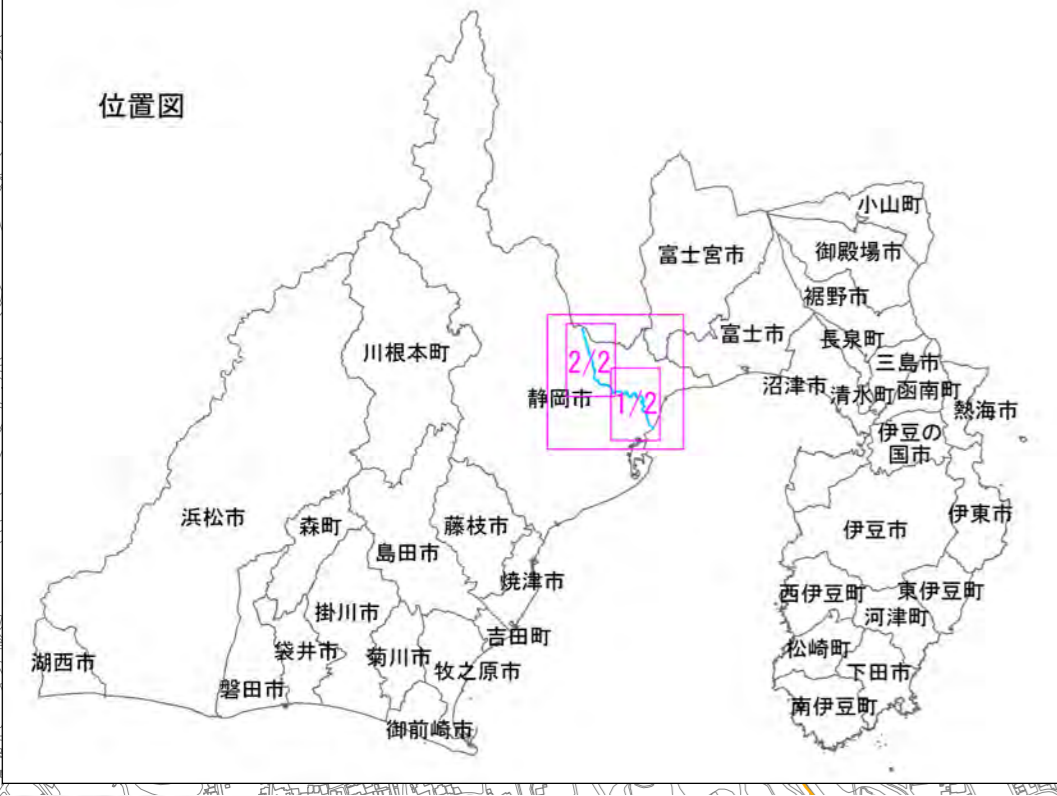 位置図
小山町
御殿場市
富士宮市
裾野市
富士市
長泉町
川根本町
三島市
2/2
沼津市
清水町
函南町
静岡市
1/2
熱海市
伊豆の
国市
浜松市
森町
藤枝市
伊東市
伊豆市
島田市
焼津市
西伊豆町
東伊豆町
掛川市
河津町
吉田町
袋井市
菊川市
松崎町
湖西市
牧之原市
下田市
磐田市
南伊豆町
御前崎市